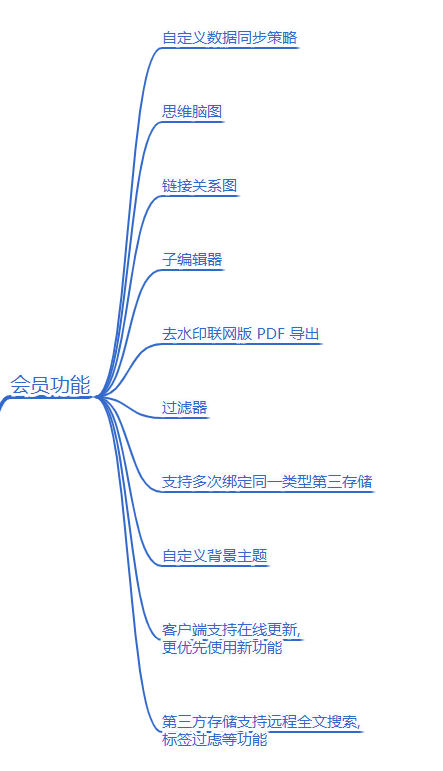 自定义数据同步策略
思维脑图
链接关系图
子编辑器
去水印联网版 PDF 导出
会员功能
过滤器
支持多次绑定同一类型第三存储
自定义背景主题
客户端支持在线更新,
更优先使用新功能
第三方存储支持远程全文搜索,
标签过虑等功能